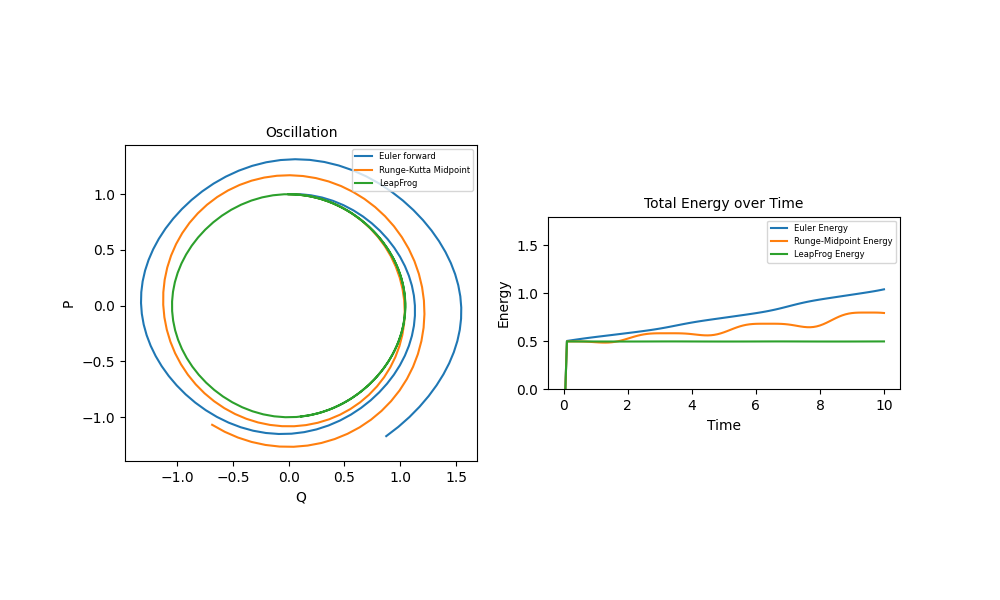 Oscillation
Euler forward
Runge-Kutta Midpoint
LeapFrog
1.0
0.5
0.0
−0.5
−1.0
P
−1.0 −0.5 0.0 0.5 1.0 1.5
Q
Total Energy over Time
Euler Energy
Runge-Midpoint Energy
LeapFrog Energy
1.5
1.0
0.5
0.0
Energy
0 2 4 6 8 10
Time